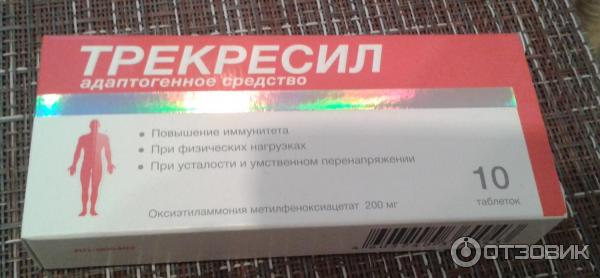 ТРЕКРЕСИЛ
адаптогенное средство
• Повышение иммунитета
• При физических нагрузках
• При усталости и умственном перенапряжении
10
таблеток
Оксиэтиламмония метилфеноксиацетат 200 мг
ОТЗОВИК